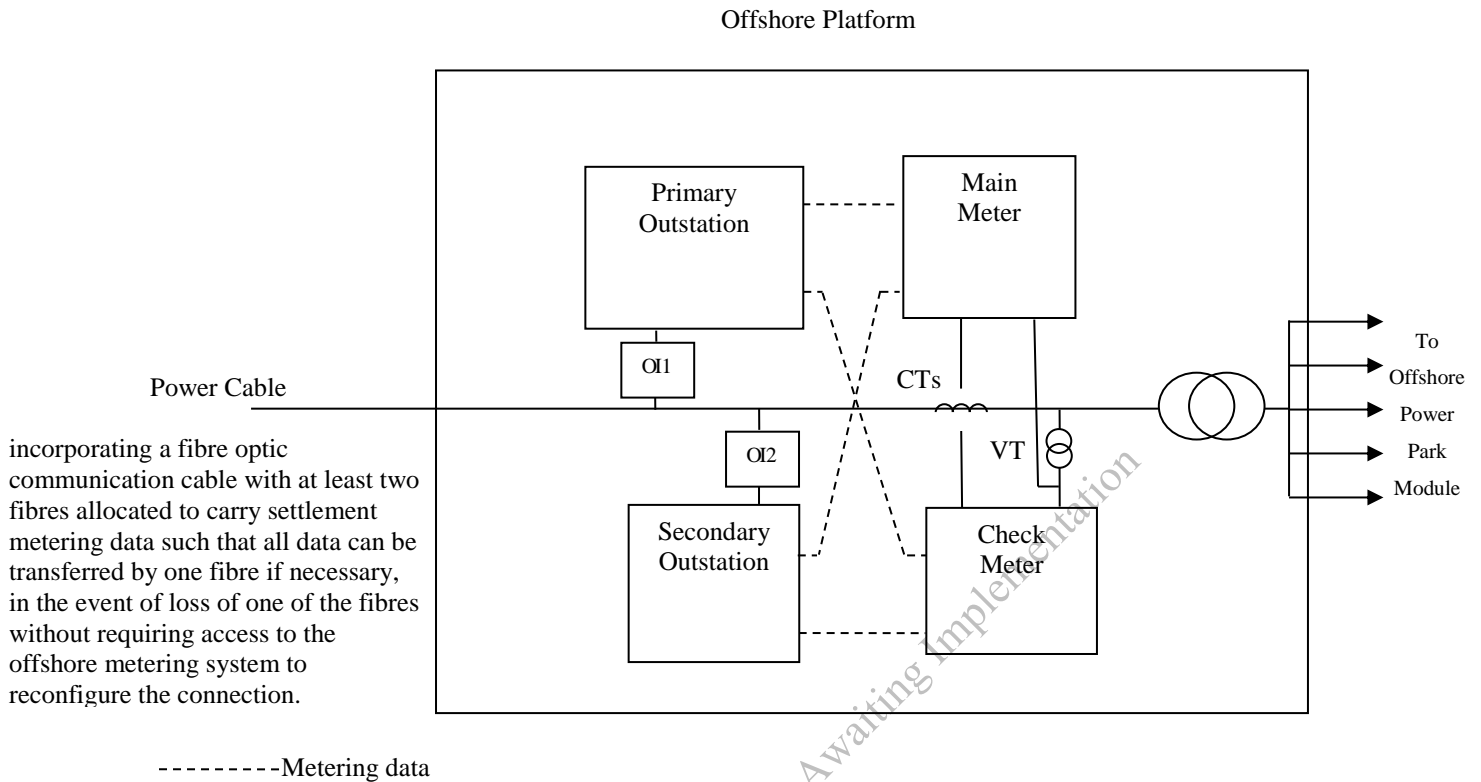 Offshore Platform
Primary
Outstation
Main
Meter
OI1
CTs
Power Cable
To
Offshore
Power
Park
Module
incorporating a fibre optic
communication cable with at least two
fibres allocated to carry settlement
metering data such that all data can be
transferred by one fibre if necessary,
in the event of loss of one of the fibres
without requiring access to the
offshore metering system to
reconfigure the connection.
OI2
VT
Secondary
Outstation
Check
Meter
Awaiting Implementation
Metering data